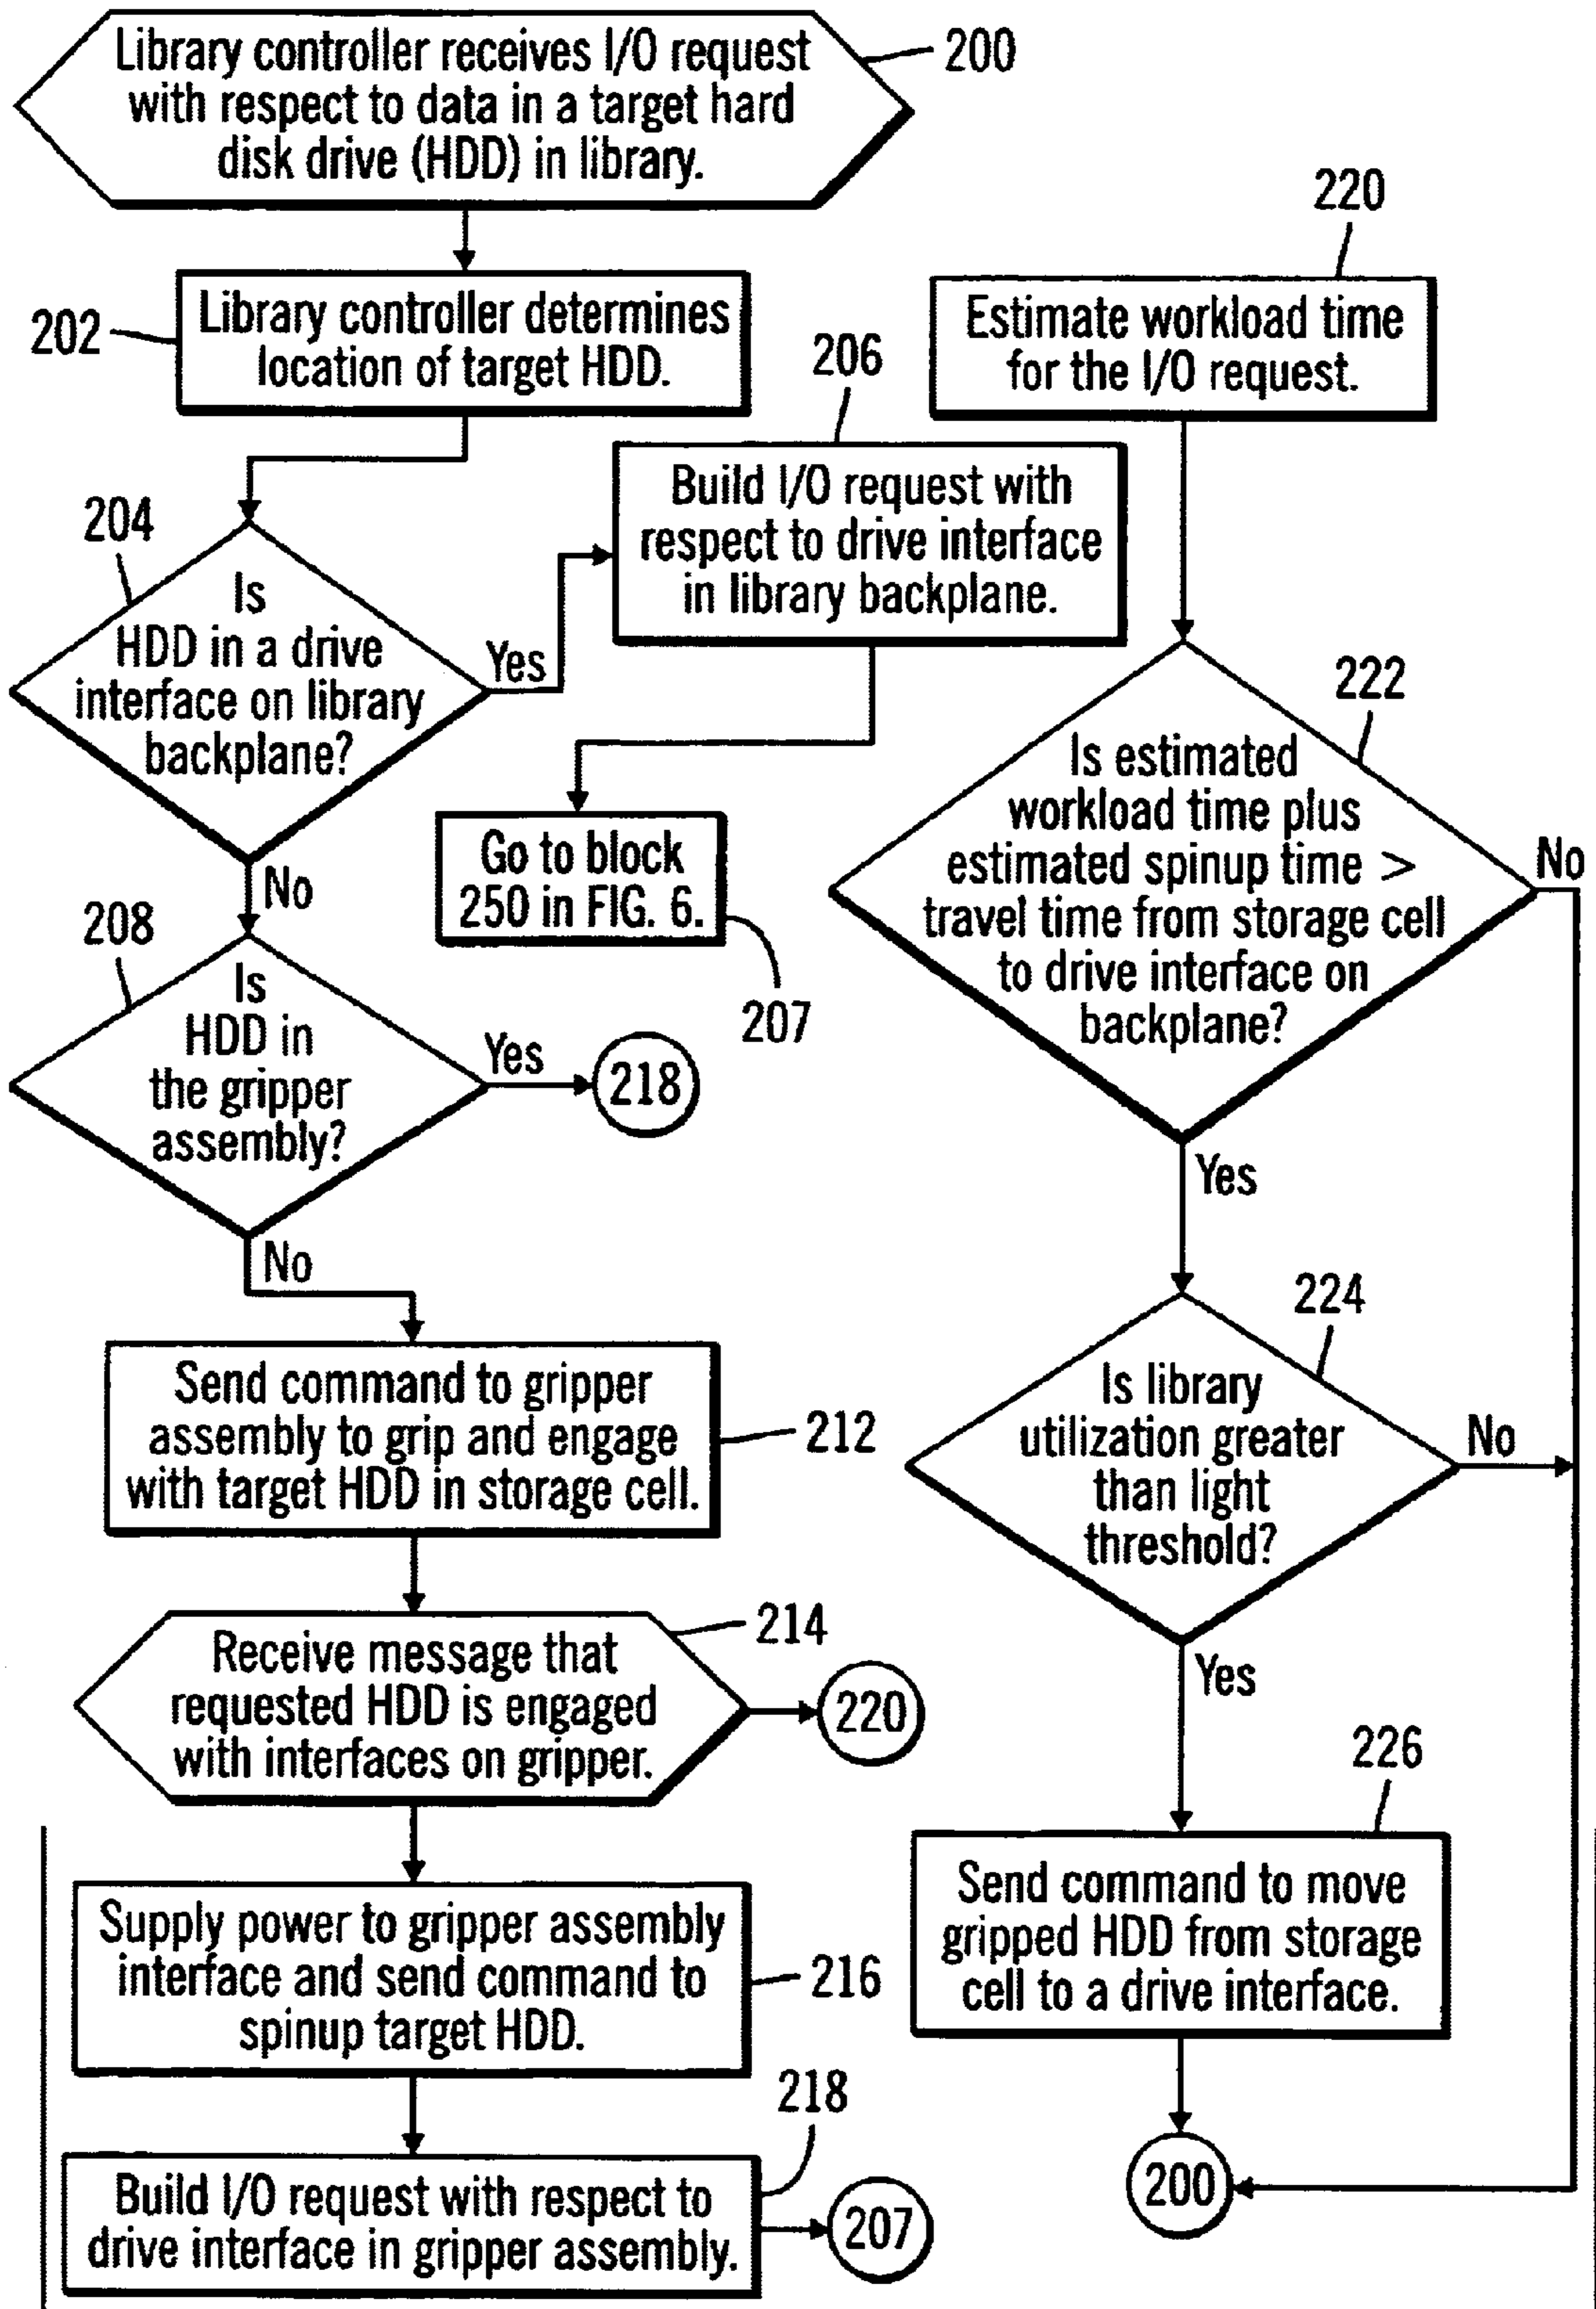 Library controller receives I/O request
with respect to data in a target hard
disk drive (HDD) in library.
200
202
Library controller determines
location of target HDD.
204
Is
HDD in a drive
interface on library
backplane?
Yes
No
206
Build I/O request with
respect to drive interface
in library backplane.
Go to block
250 in FIG. 6.
207
208
Is
HDD in
the gripper
assembly?
Yes
218
No
Send command to gripper
assembly to grip and engage
with target HDD in storage cell.
212
Receive message that
requested HDD is engaged
with interfaces on gripper.
214
220
Supply power to gripper assembly
interface and send command to
spinup target HDD.
216
218
Build I/O request with respect to
drive interface in gripper assembly.
207
220
Estimate workload time
for the I/O request.
222
Is estimated
workload time plus
estimated spinup time >
travel time from storage cell
to drive interface on
backplane?
No
Yes
224
Is library
utilization greater
than light
threshold?
No
Yes
226
Send command to move
gripped HDD from storage
cell to a drive interface.
200